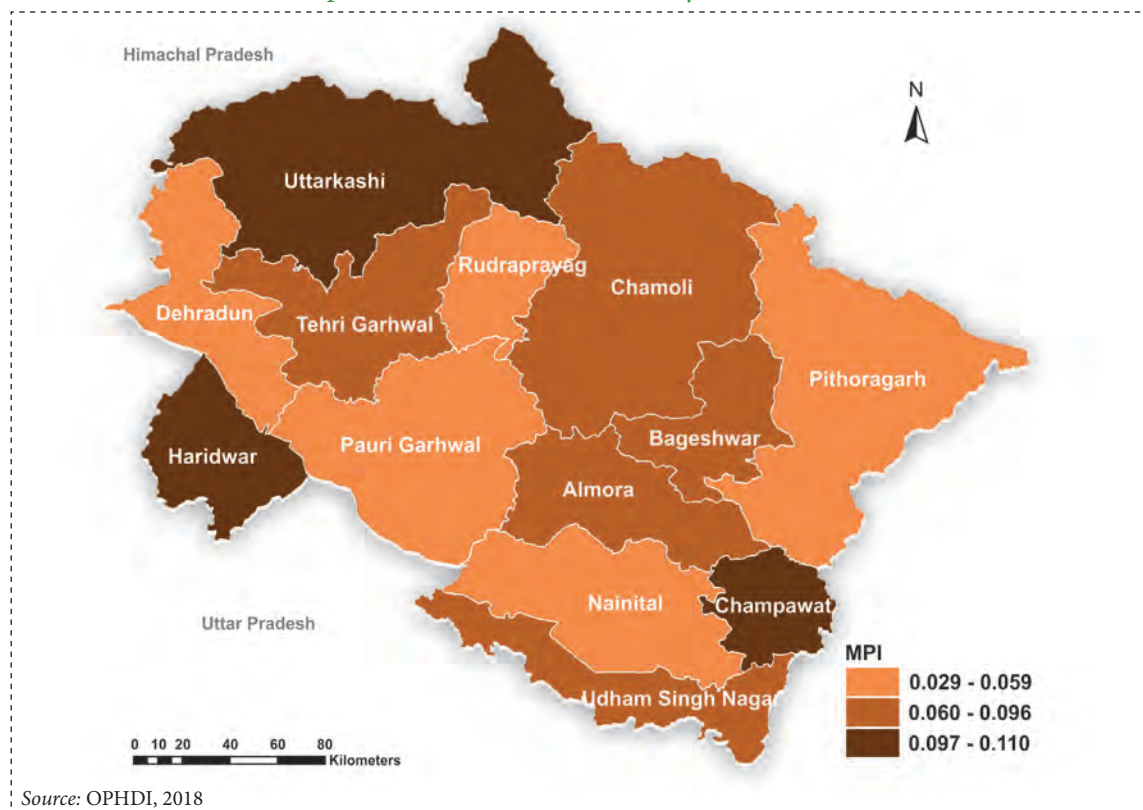 Himachal Pradesh
N
Uttarkashi
Rudraprayag
Chamoli
Dehradun
Tehri Garhwal
Pithoragarh
Pauri Garhwal
Bageshwar
Haridwar
Almora
Nainital
Champawat
Uttar Pradesh
MPI
0.029 - 0.059
0.060 - 0.096
0.097 - 0.110
Udham Singh Nagar
0 10 20 40 60 80
Kilometers
Source: OPHDI, 2018